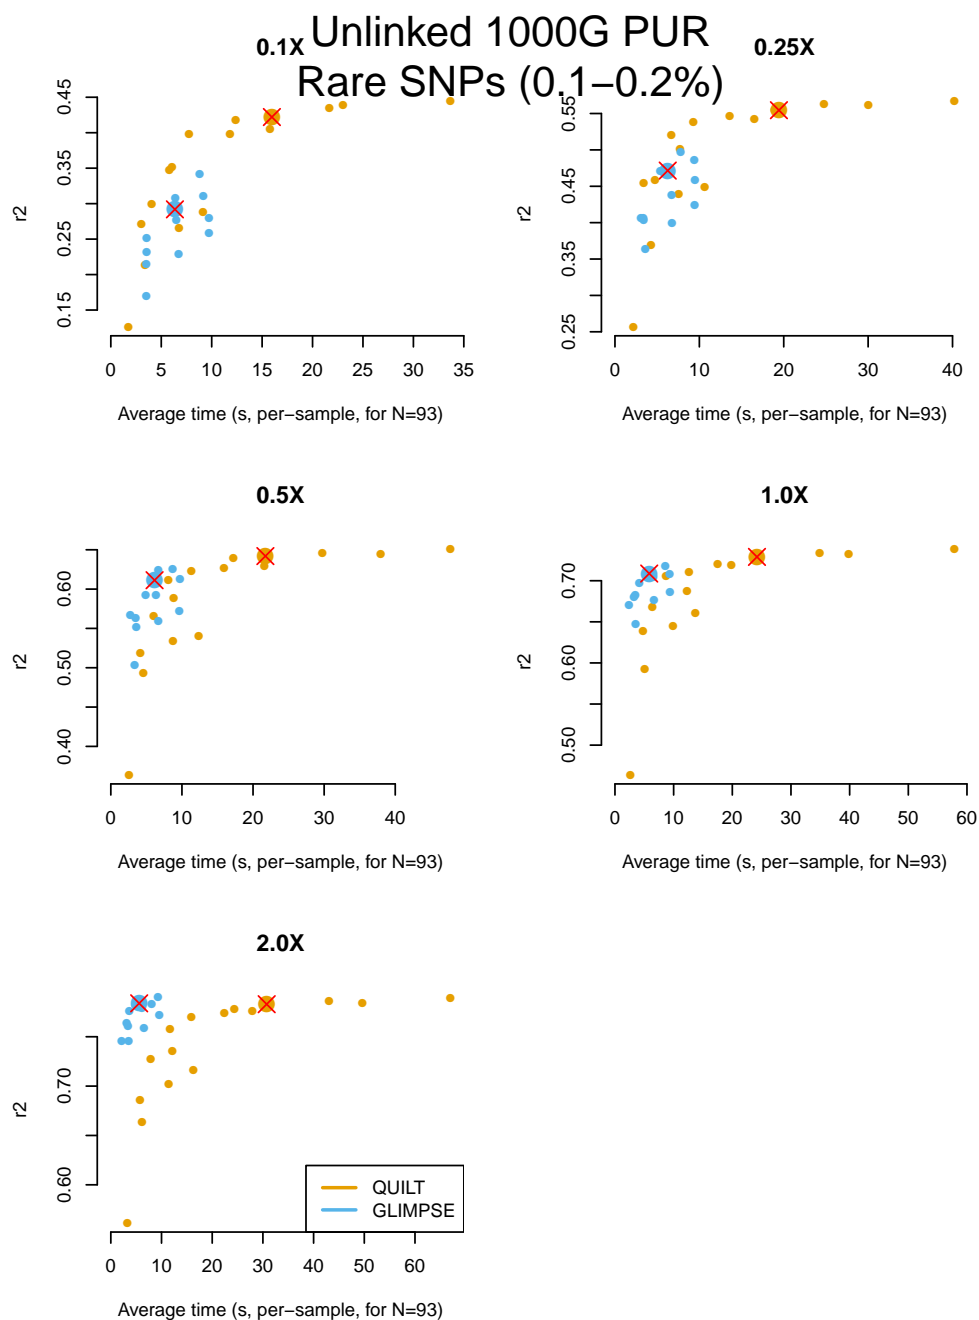 Unlinked 1000G PUR
Rare SNPs (0.1−0.2%)
0.1X
0.45
0.35
0.25
0.15
r2
0 5 10 15 20 25 30 35
Average time (s, per−sample, for N=93)
0.25X
0.55
0.45
0.35
0.25
r2
0 10 20 30 40
Average time (s, per−sample, for N=93)
0.5X
0.60
0.50
0.40
r2
0 10 20 30 40
Average time (s, per−sample, for N=93)
1.0X
0.70
0.60
0.50
r2
0 10 20 30 40 50 60
Average time (s, per−sample, for N=93)
2.0X
0.70
0.60
r2
QUILT
GLIMPSE
0 10 20 30 40 50 60
Average time (s, per−sample, for N=93)